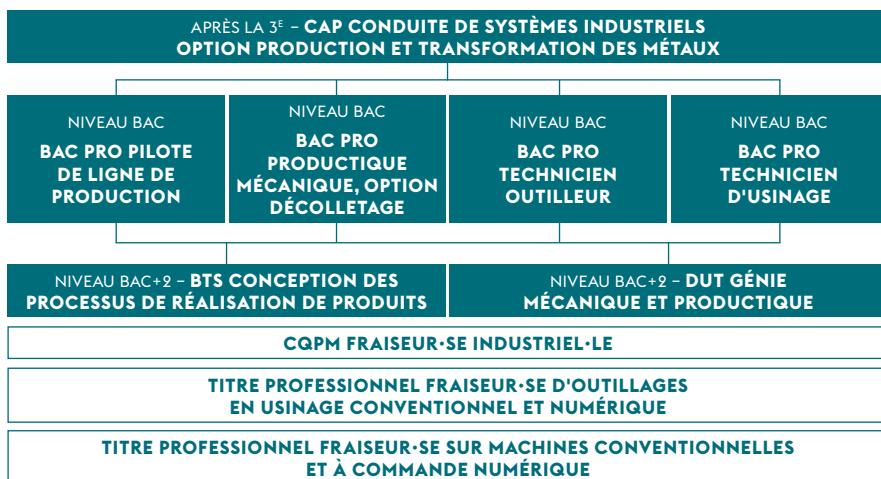 APRÈS LA 3E – CAP CONDUITE DE SYSTÈMES INDUSTRIELS
OPTION PRODUCTION ET TRANSFORMATION DES MÉTAUX
NIVEAU BAC
BAC PRO PILOTE
DE LIGNE DE
PRODUCTION
NIVEAU BAC
BAC PRO
PRODUCTIQUE
MÉCANIQUE, OPTION
DÉCOLLETAGE
NIVEAU BAC
BAC PRO
TECHNICIEN
OUTILLEUR
NIVEAU BAC
BAC PRO
TECHNICIEN
D'USINAGE
NIVEAU BAC+2 – BTS CONCEPTION DES
PROCESSUS DE RÉALISATION DE PRODUITS
NIVEAU BAC+2 – DUT GÉNIE
MÉCANIQUE ET PRODUCTIQUE
CQPM FRAISEUR·SE INDUSTRIEL·LE
TITRE PROFESSIONNEL FRAISEUR·SE D'OUTILLAGES
EN USINAGE CONVENTIONNEL ET NUMÉRIQUE
TITRE PROFESSIONNEL FRAISEUR·SE SUR MACHINES CONVENTIONNELLES
ET À COMMANDE NUMÉRIQUE